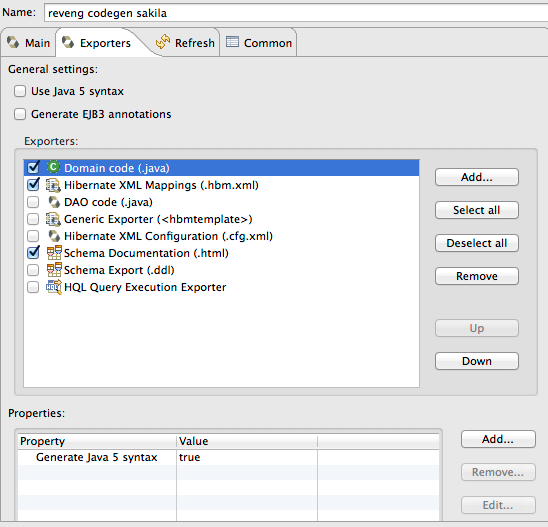 Name: reveng codegen sakila
Main Exporters Refresh Common
General settings:
Use Java 5 syntax
Generate EJB3 annotations
Exporters:
Domain code (.java)
Hibernate XML Mappings (.hbm.xml)
DAO code (.java)
Generic Exporter (<hbmtemplate>)
Hibernate XML Configuration (.cfg.xml)
Schema Documentation (.html)
Schema Export (.ddl)
HQL Query Execution Exporter
Add...
Select all
Deselect all
Remove
Up
Down
Properties:
Property Value
Generate Java 5 syntax true
Add...
Remove...
Edit...